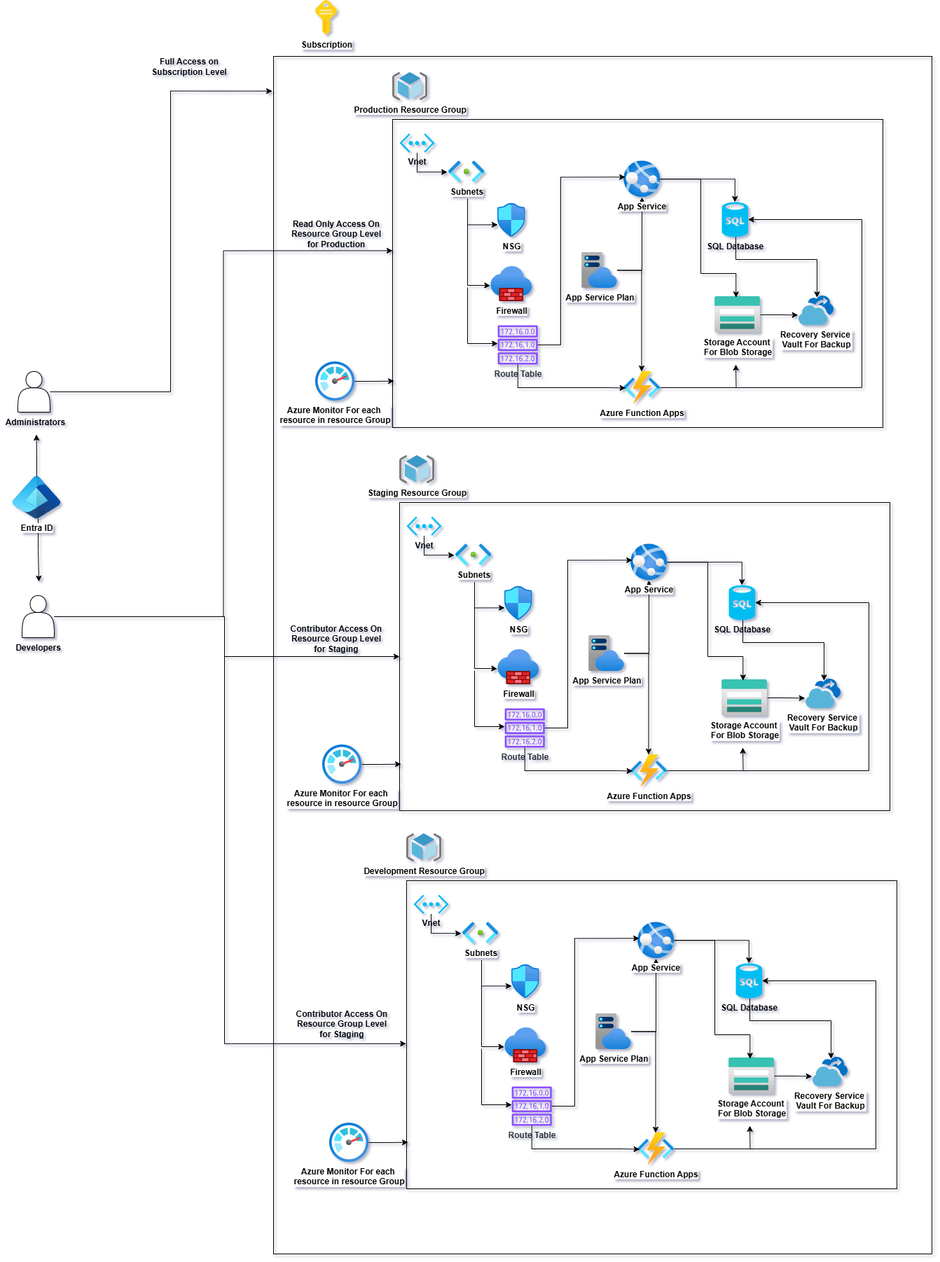 Subscription
Full Access on
Subscription Level
Production Resource Group
Vnet
Subnets
App Service
Read Only Access On
Resource Group Level
for Production
NSG
SQL
SQL Database
App Service Plan
Firewall
172.16.0.0
172.16.1.0
172.16.2.0
Route Table
Storage Account
For Blob Storage
Recovery Service
Vault For Backup
Azure Monitor For each
resource in resource Group
Azure Function Apps
Administrators
Entra ID
Developers
Staging Resource Group
Vnet
Subnets
App Service
NSG
SQL
SQL Database
Contributor Access On
Resource Group Level
for Staging
App Service Plan
Firewall
172.16.0.0
172.16.1.0
172.16.2.0
Route Table
Storage Account
For Blob Storage
Recovery Service
Vault For Backup
Azure Monitor For each
resource in resource Group
Azure Function Apps
Development Resource Group
Vnet
Subnets
App Service
NSG
SQL
SQL Database
Contributor Access On
Resource Group Level
for Staging
App Service Plan
Firewall
172.16.0.0
172.16.1.0
172.16.2.0
Route Table
Storage Account
For Blob Storage
Recovery Service
Vault For Backup
Azure Monitor For each
resource in resource Group
Azure Function Apps